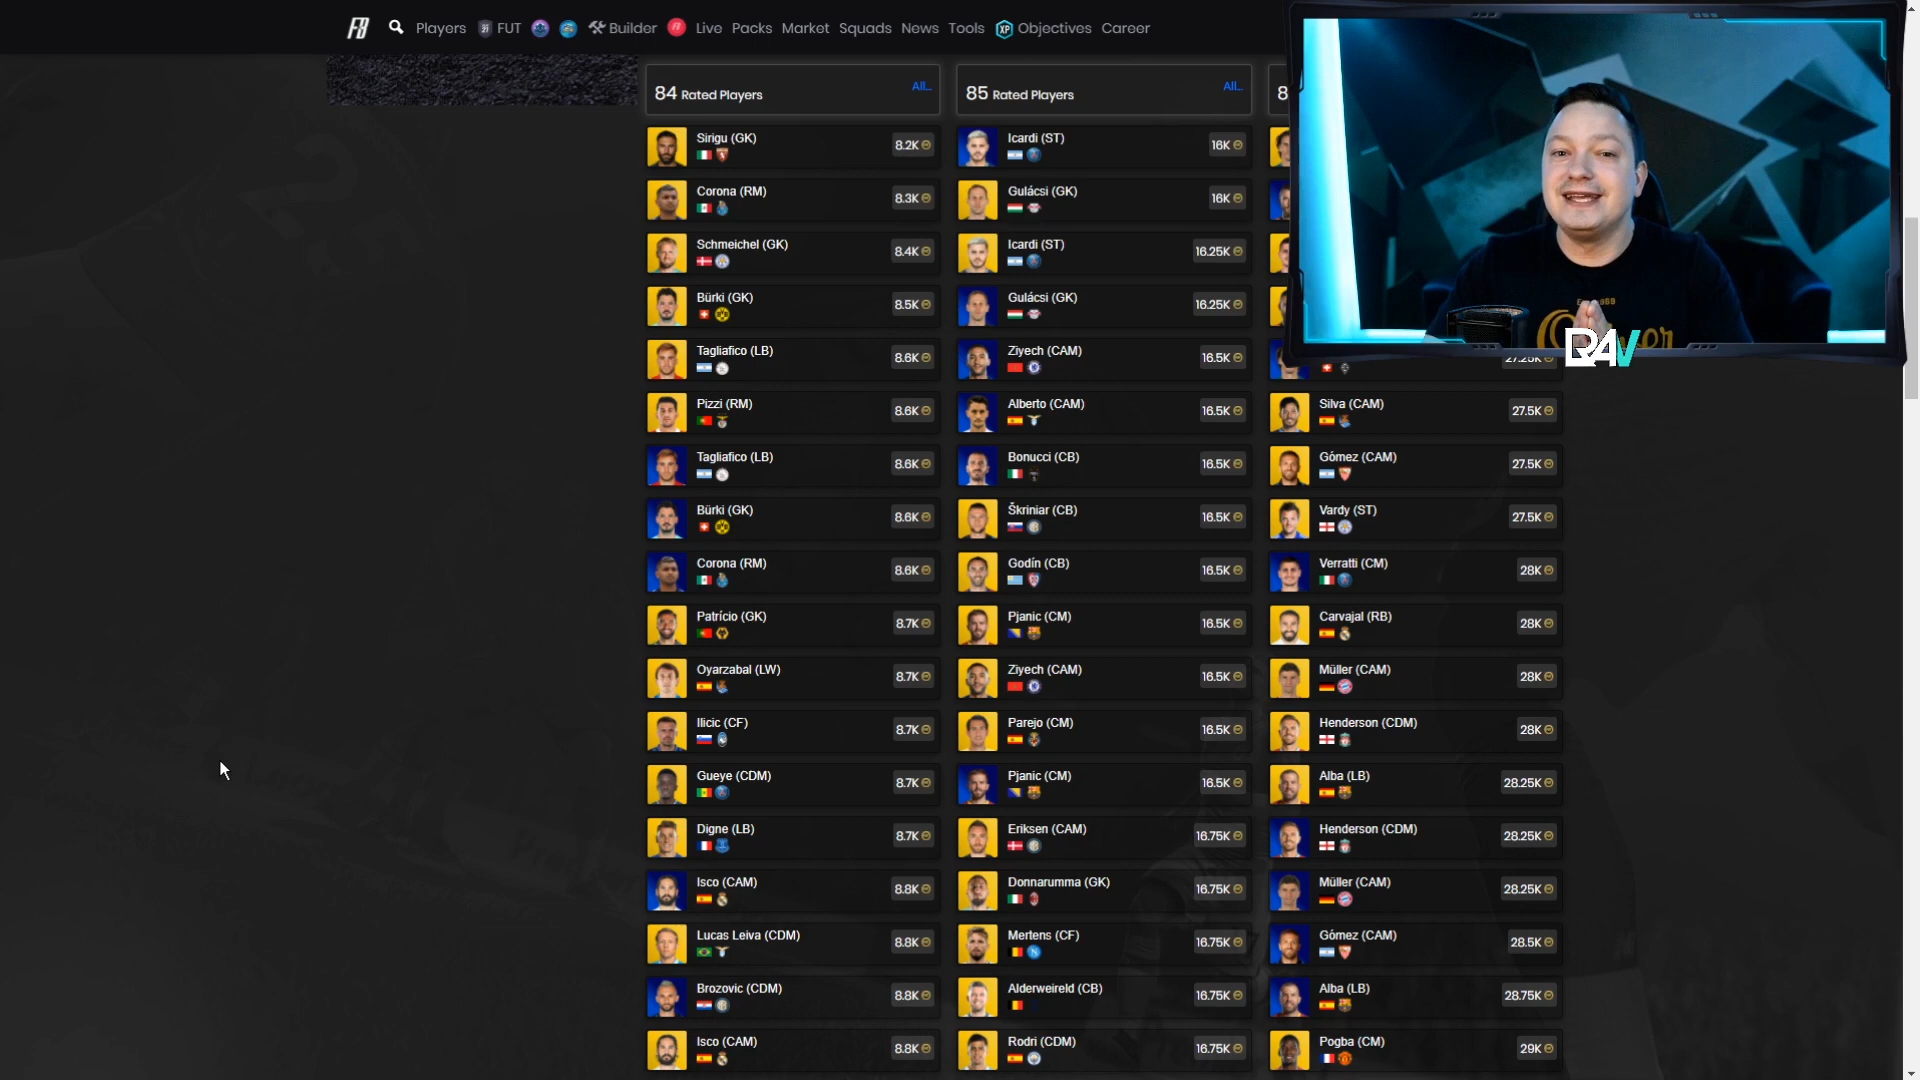 FB Players FUT Builder Live Packs Market Squads News Tools XP Objectives Career
84 Rated Players All...
Sirigu (GK) 8.2K
Corona (RM) 8.3K
Schmeichel (GK) 8.4K
Bürki (GK) 8.5K
Tagliafico (LB) 8.6K
Pizzi (RM) 8.6K
Tagliafico (LB) 8.6K
Bürki (GK) 8.6K
Corona (RM) 8.6K
Patrício (GK) 8.7K
Oyarzabal (LW) 8.7K
Ilicic (CF) 8.7K
Gueye (CDM) 8.7K
Digne (LB) 8.7K
Isco (CAM) 8.8K
Lucas Leiva (CDM) 8.8K
Brozovic (CDM) 8.8K
Isco (CAM) 8.8K
85 Rated Players All...
Icardi (ST) 16K
Gulácsi (GK) 16K
Icardi (ST) 16.25K
Gulácsi (GK) 16.25K
Ziyech (CAM) 16.5K
Alberto (CAM) 16.5K
Bonucci (CB) 16.5K
Škriniar (CB) 16.5K
Godín (CB) 16.5K
Pjanic (CM) 16.5K
Ziyech (CAM) 16.5K
Parejo (CM) 16.5K
Pjanic (CM) 16.5K
Eriksen (CAM) 16.75K
Donnarumma (GK) 16.75K
Mertens (CF) 16.75K
Alderweireld (CB) 16.75K
Rodri (CDM) 16.75K
8
27.25K
Silva (CAM) 27.5K
Gómez (CAM) 27.5K
Vardy (ST) 27.5K
Verratti (CM) 28K
Carvajal (RB) 28K
Müller (CAM) 28K
Henderson (CDM) 28K
Alba (LB) 28.25K
Henderson (CDM) 28.25K
Müller (CAM) 28.25K
Gómez (CAM) 28.5K
Alba (LB) 28.75K
Pogba (CM) 29K
RAV